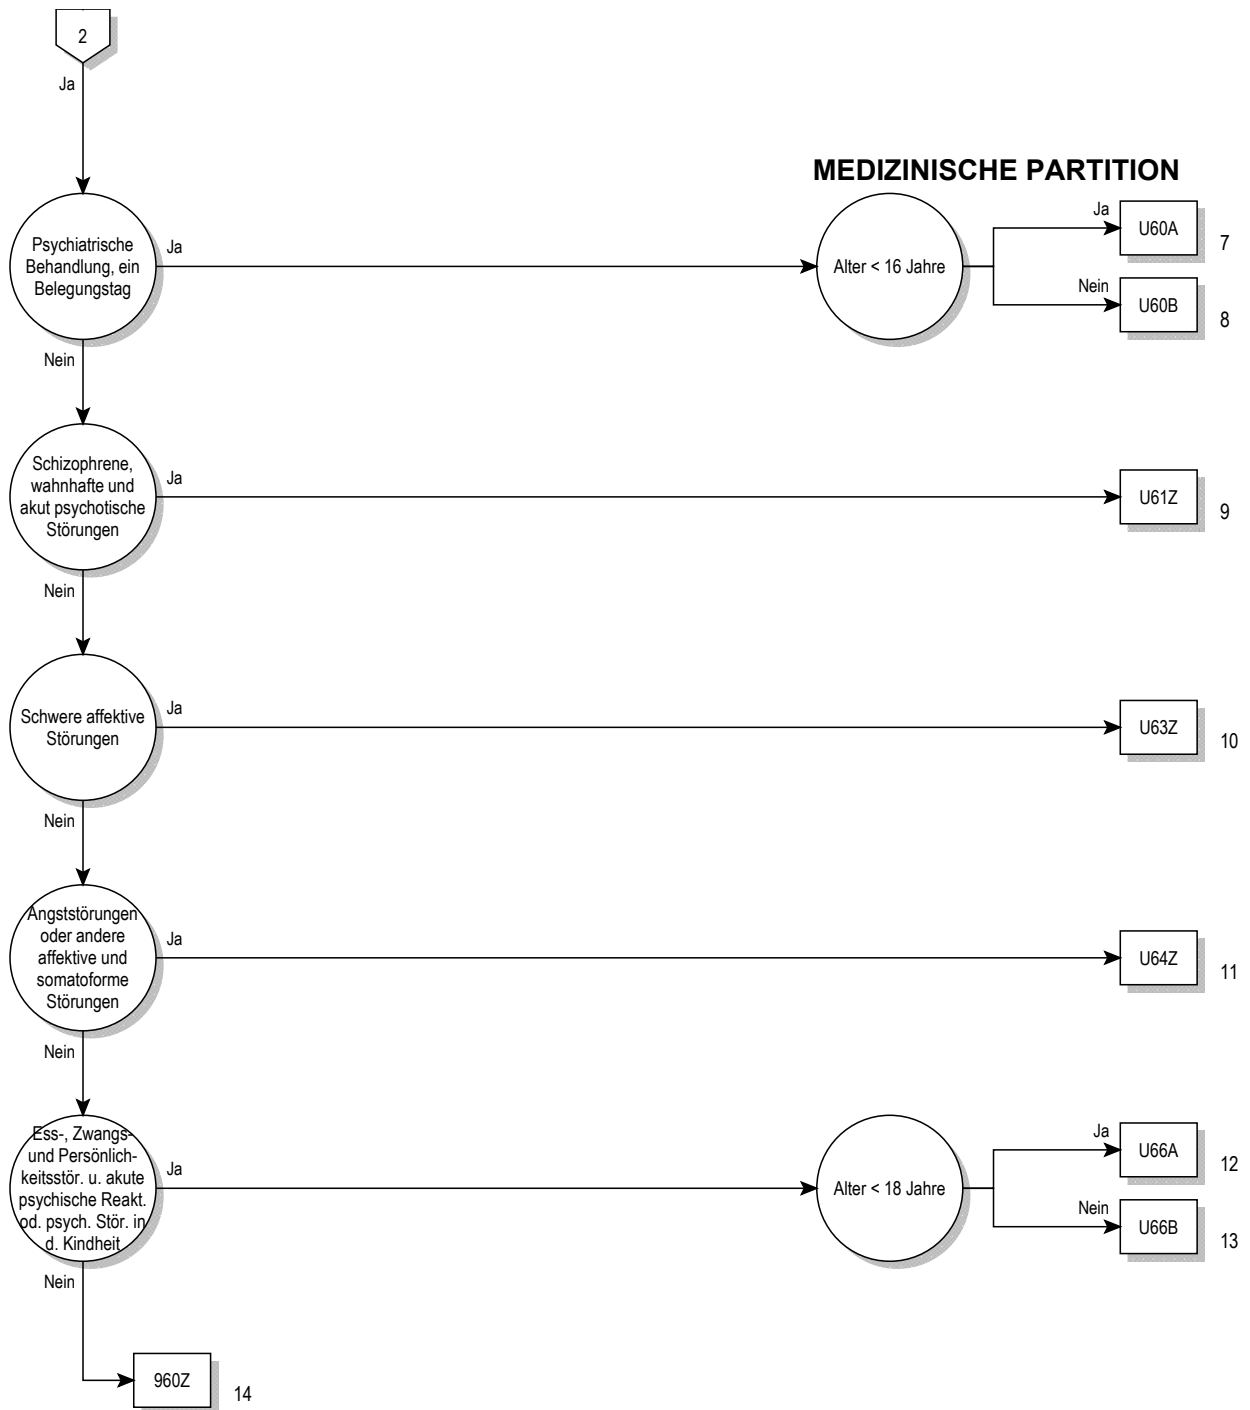 2
Ja
MEDIZINISCHE PARTITION
Psychiatrische
Behandlung, ein
Belegungstag
Ja
Alter < 16 Jahre
Ja
U60A
7
Nein
U60B
8
Nein
Schizophrene,
wahnhafte und
akut psychotische
Störungen
Ja
U61Z
9
Nein
Schwere affektive
Störungen
Ja
U63Z
10
Nein
Angststörungen
oder andere
affektive und
somatoforme
Störungen
Ja
U64Z
11
Nein
Ess-, Zwangs-
und Persönlich-
keitsstör. u. akute
psychische Reakt.
od. psych. Stör. in
d. Kindheit
Ja
Alter < 18 Jahre
Ja
U66A
12
Nein
U66B
13
Nein
960Z
14